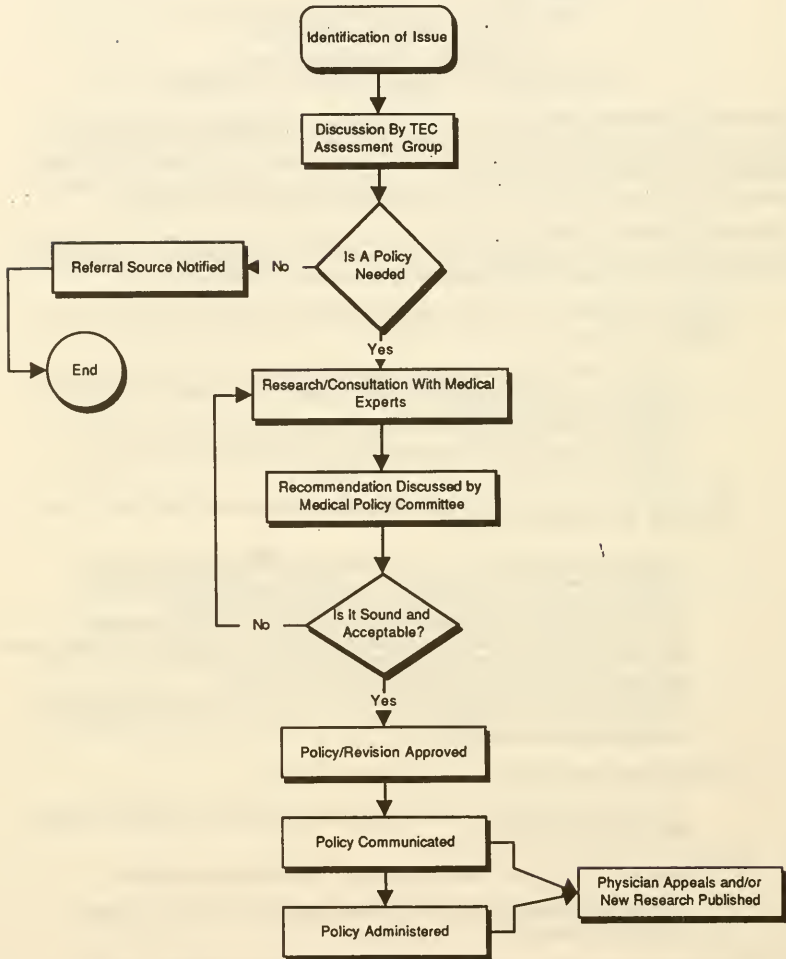 Identification of Issue
Discussion By TEC
Assessment Group
Is A Policy
Needed
No
Referral Source Notified
End
Yes
Research/Consultation With Medical
Experts
Recommendation Discussed by
Medical Policy Committee
Is It Sound and
Acceptable?
No
Yes
Policy/Revision Approved
Policy Communicated
Physician Appeals and/or
New Research Published
Policy Administered